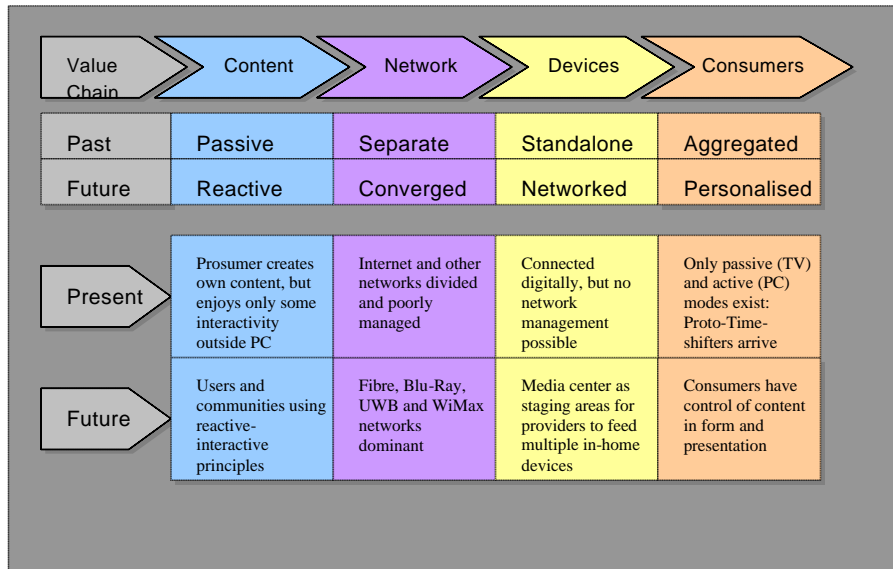 Value
Chain
Content
Network
Devices
Consumers
Past
Passive
Separate
Standalone
Aggregated
Future
Reactive
Converged
Networked
Personalised
Present
Prosumer creates
own content, but
enjoys only some
interactivity
outside PC
Internet and other
networks divided
and poorly
managed
Connected
digitally, but no
network
management
possible
Only passive (TV)
and active (PC)
modes exist:
Proto-Time-
shifters arrive
Future
Users and
communities using
reactive-
interactive
principles
Fibre, Blu-Ray,
UWB and WiMax
networks
dominant
Media center as
staging areas for
providers to feed
multiple in-home
devices
Consumers have
control of content
in form and
presentation